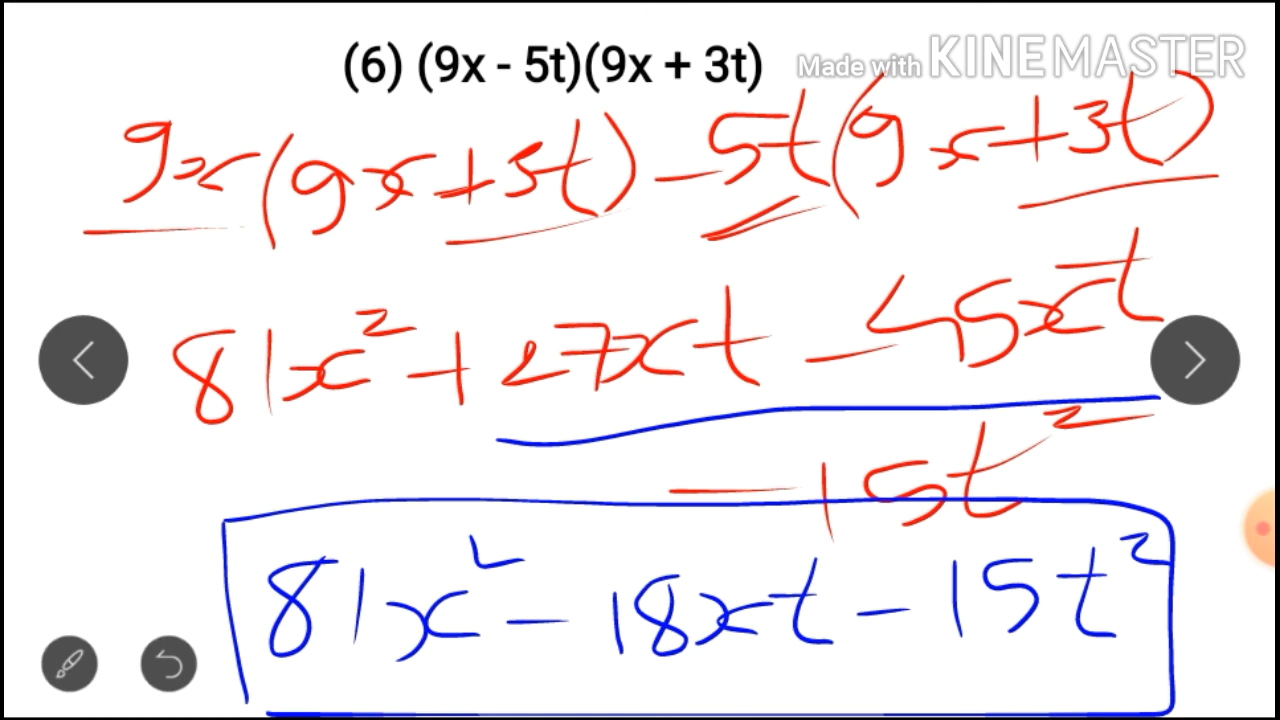 (6) (9x - 5t)(9x + 3t)
Made with KINEMASTER
9x(9x+3t) - 5t(9x+3t)
81x² + 27xt - 45xt
- 15t²
81x² - 18xt - 15t²